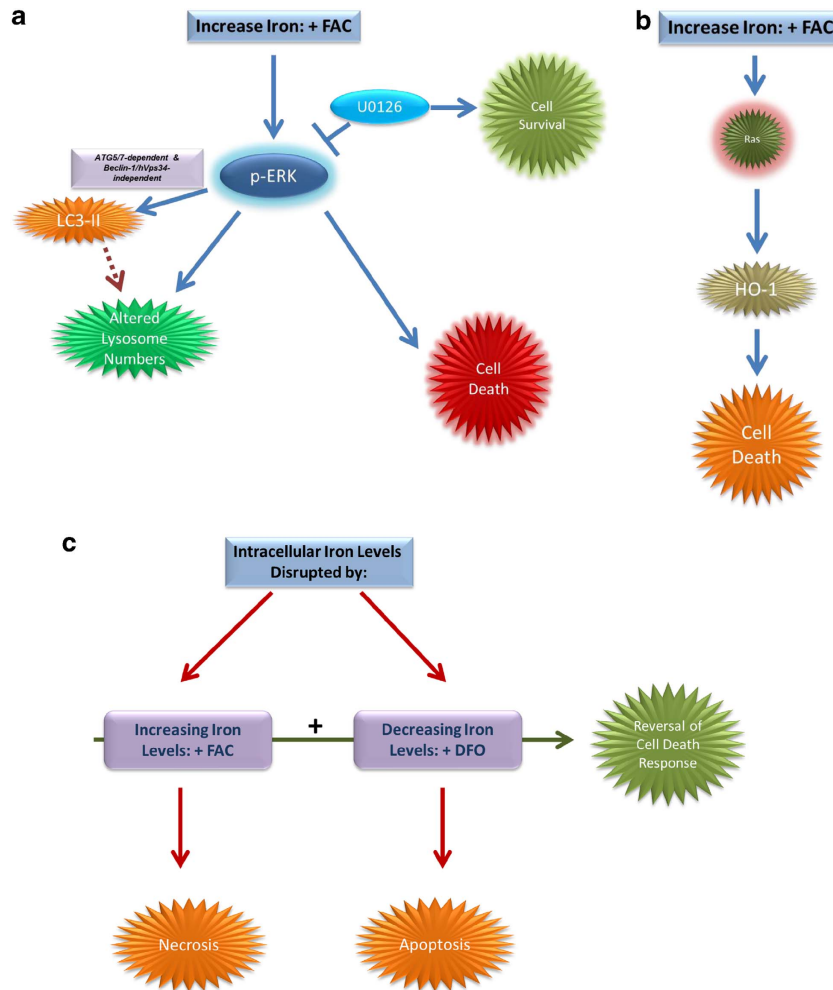 a
Increase Iron: + FAC
U0126
Cell
Survival
ATG5/7-dependent &
Beclin-1/hVps34-
independent
p-ERK
LC3-II
Altered
Lysosome
Numbers
Cell
Death
b
Increase Iron: + FAC
Ras
HO-1
Cell
Death
c
Intracellular Iron Levels
Disrupted by:
Increasing Iron
Levels: + FAC
+
Decreasing Iron
Levels: + DFO
Reversal of
Cell Death
Response
Necrosis
Apoptosis